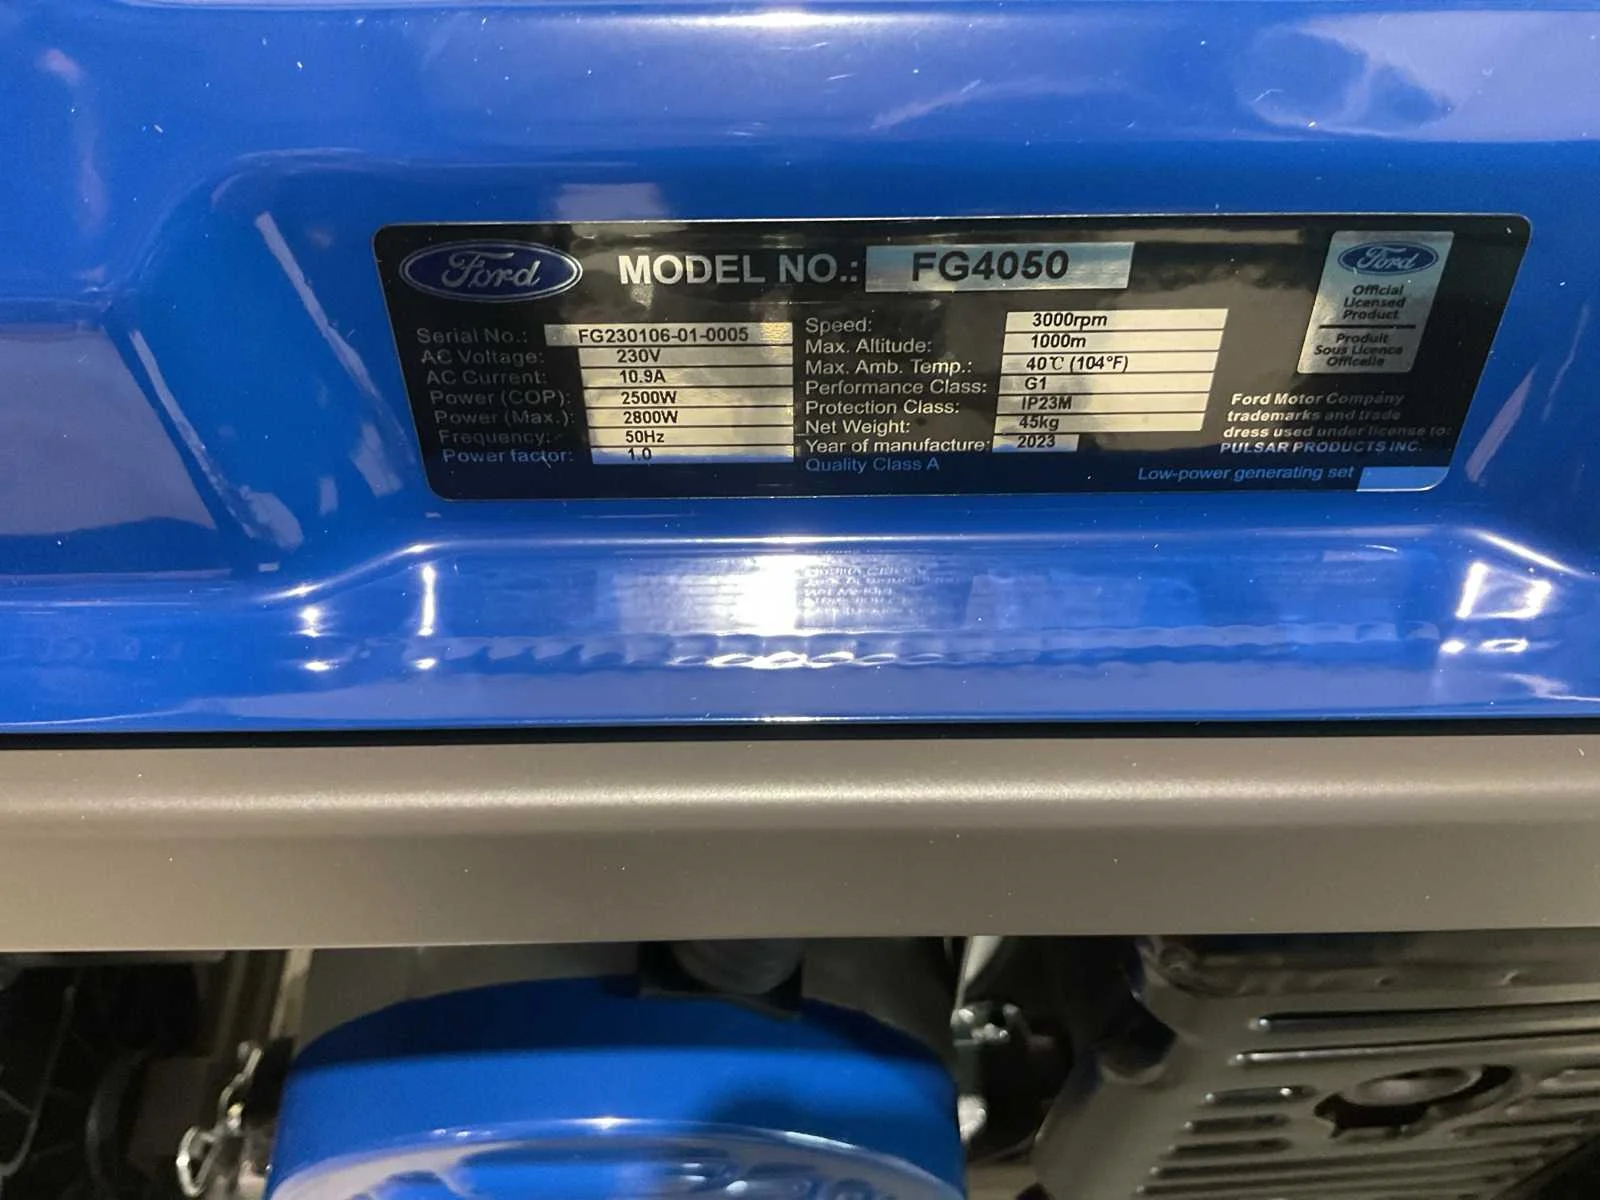 Ford MODEL NO.: FG4050
Serial No.: FG230106-01-0005
AC Voltage: 230V
AC Current: 10.9A
Power (COP): 2500W
Power (Max.): 2800W
Frequency: 50Hz
Power factor: 1.0
Speed: 3000rpm
Max. Altitude: 1000m
Max. Amb. Temp.: 40℃ (104°F)
Performance Class: G1
Protection Class: IP23M
Net Weight: 45kg
Year of manufacture: 2023
Quality Class A
Ford
Official
Licensed
Product
Produit
Sous Licence
Officielle
Ford Motor Company
trademarks and trade
dress used under license to:
PULSAR PRODUCTS INC.
Low-power generating set